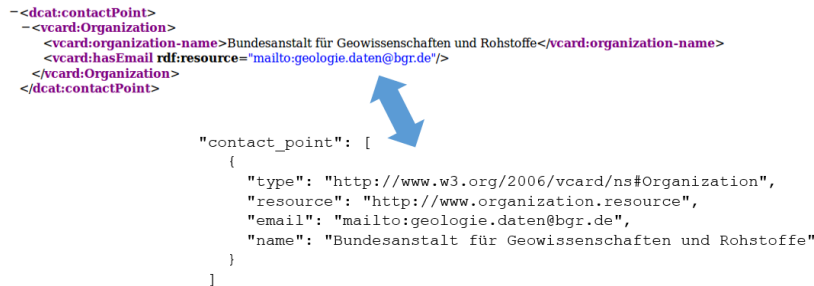 −<dcat:contactPoint>
−<vcard:Organization>
<vcard:organization-name>Bundesanstalt für Geowissenschaften und Rohstoffe</vcard:organization-name>
<vcard:hasEmail rdf:resource="mailto:geologie.daten@bgr.de"/>
</vcard:Organization>
</dcat:contactPoint>
"contact_point": [
{
"type": "http://www.w3.org/2006/vcard/ns#Organization",
"resource": "http://www.organization.resource",
"email": "mailto:geologie.daten@bgr.de",
"name": "Bundesanstalt für Geowissenschaften und Rohstoffe"
}
]